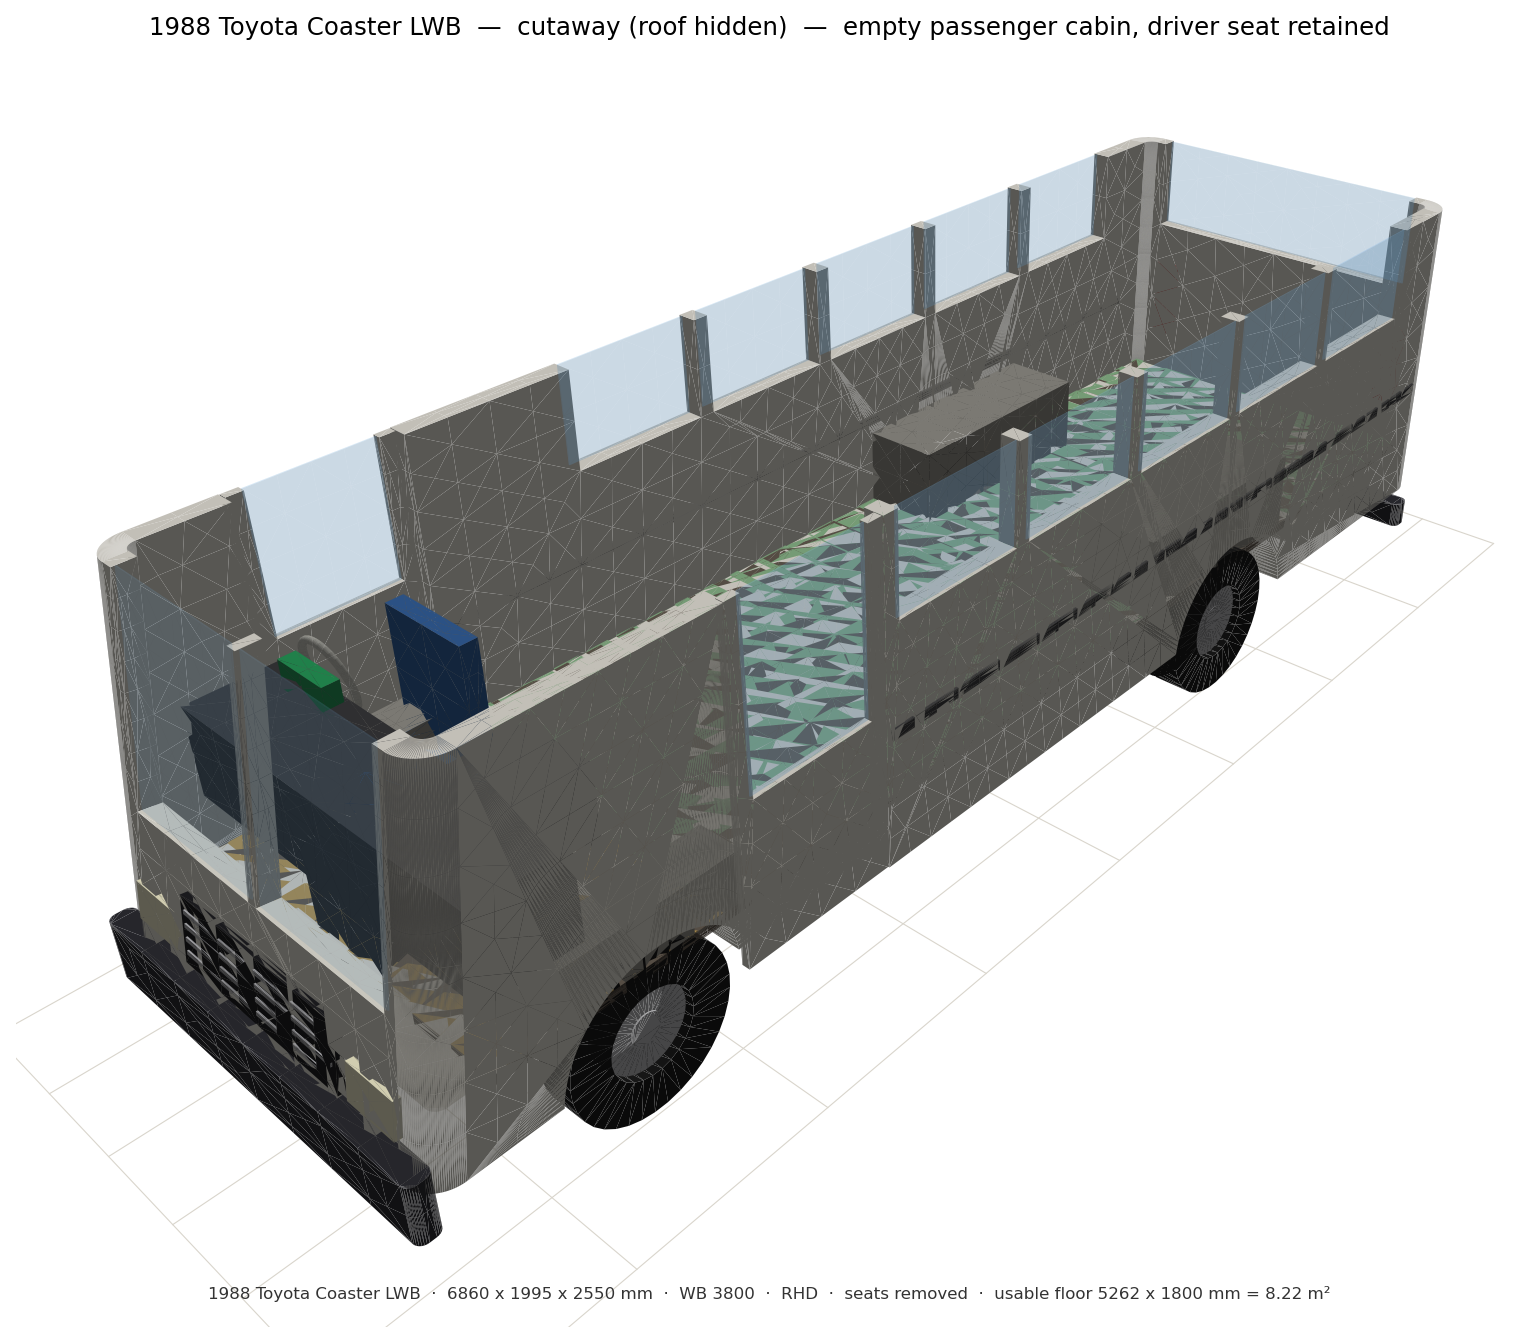 1988 Toyota Coaster LWB — cutaway (roof hidden) — empty passenger cabin, driver seat retained
1988 Toyota Coaster LWB · 6860 x 1995 x 2550 mm · WB 3800 · RHD · seats removed · usable floor 5262 x 1800 mm = 8.22 m²